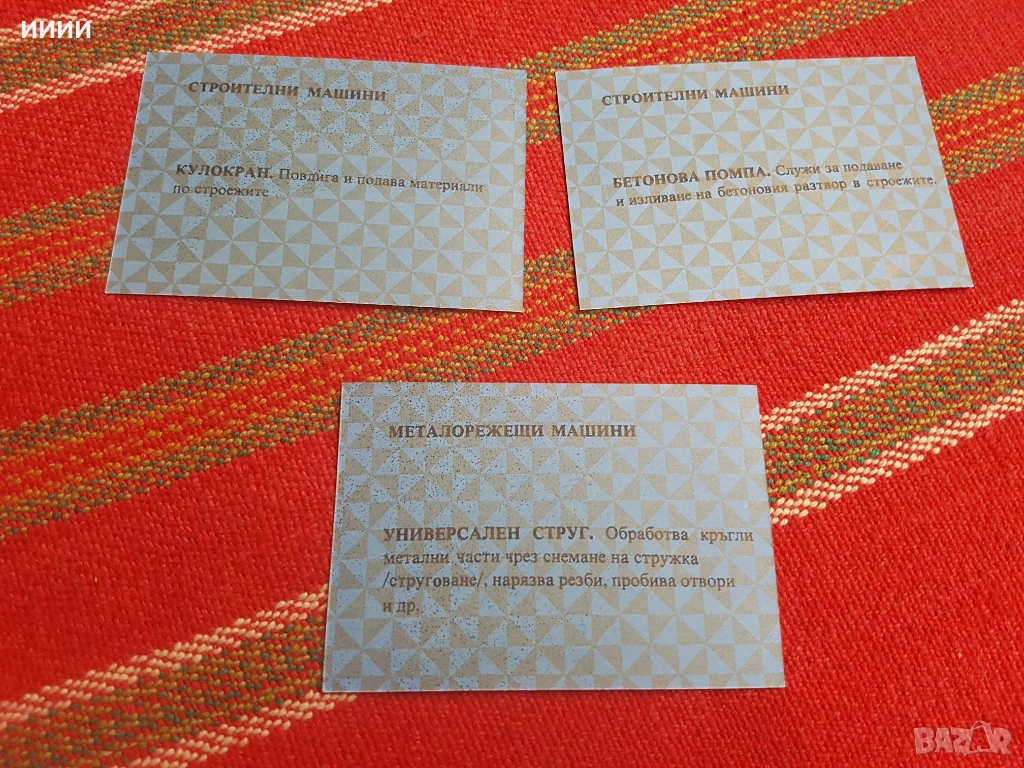 ииии
СТРОИТЕЛНИ МАШИНИ
КУЛОКРАН. Повдига и подава материали
по строежите.
СТРОИТЕЛНИ МАШИНИ
БЕТОНОВА ПОМПА. Служи за подаване
и изливане на бетоновия разтвор в строежите.
МЕТАЛОРЕЖЕЩИ МАШИНИ
УНИВЕРСАЛЕН СТРУГ. Обработва кръгли
метални части чрез снемане на стружка
/струговане/, нарязва резби, пробива отвори
и др.
BAZAR